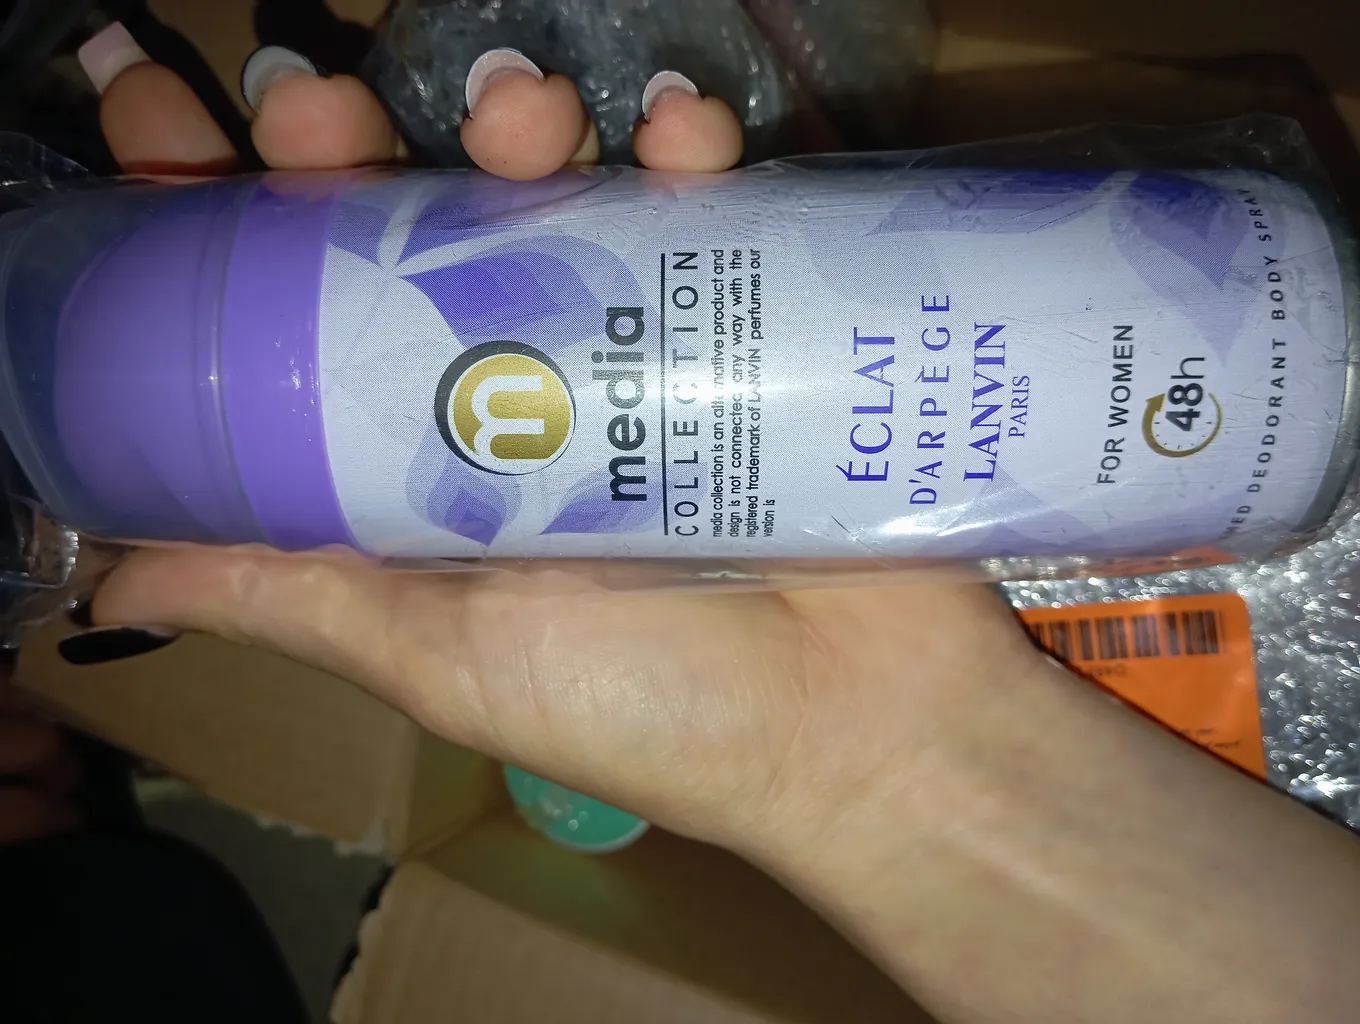 m
media
COLLECTION
media collection is an alternative product and
design is not connected any way with the
registered trademark of LANVIN perfumes our
version is
ÉCLAT
D'ARPÈGE
LANVIN
PARIS
FOR WOMEN
48h
DEODORANT BODY SPRAY